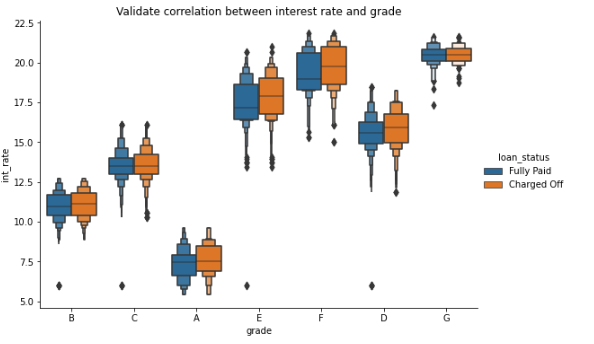 Validate correlation between interest rate and grade
22.5
20.0
17.5
15.0
12.5
10.0
7.5
5.0
int_rate
B C A E F D G
grade
loan_status
Fully Paid
Charged Off